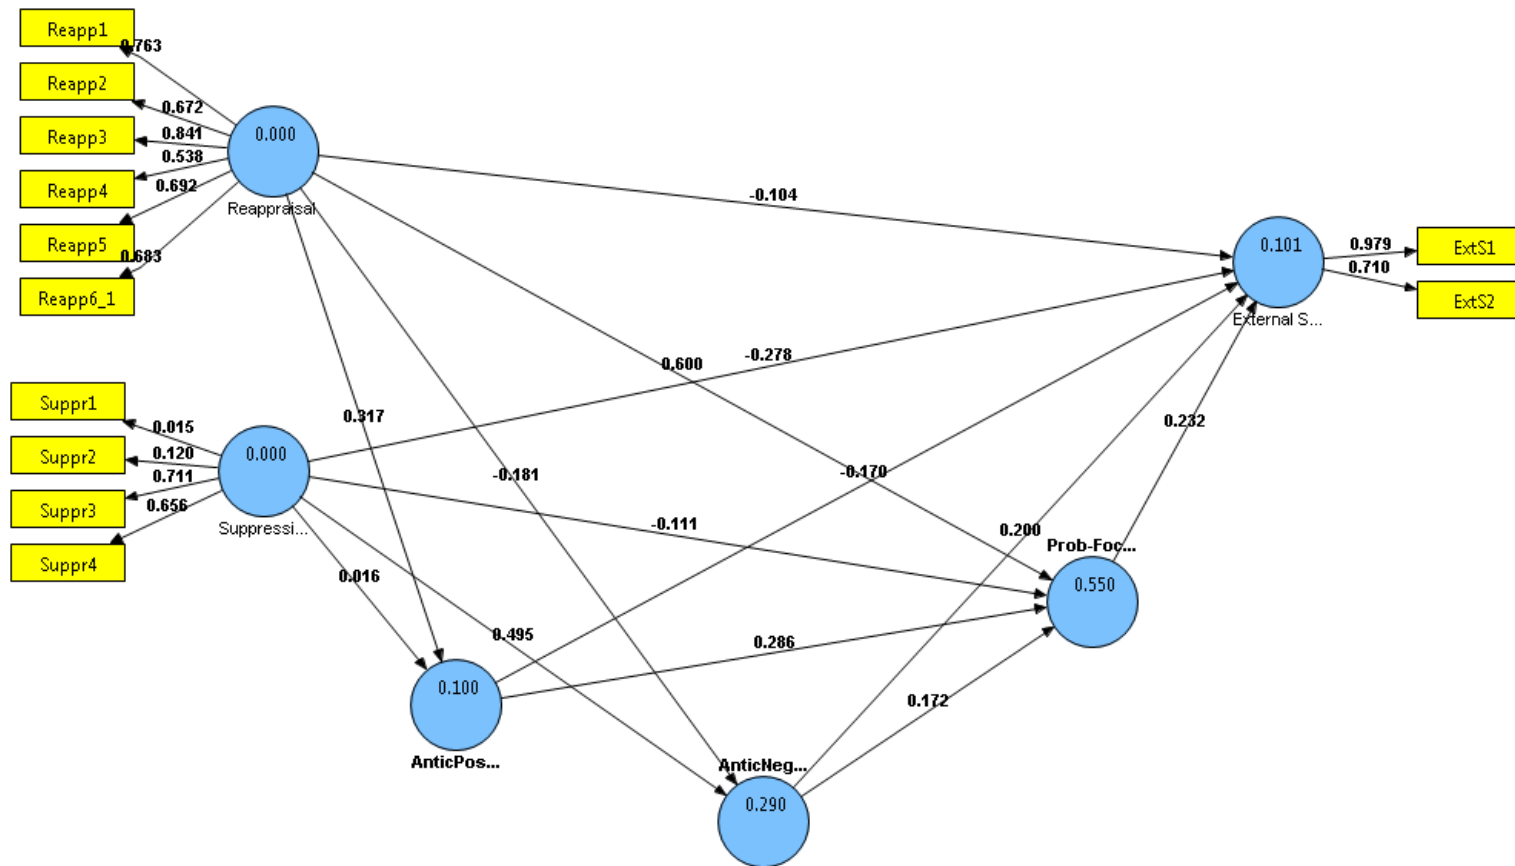 Reapp1
0.763
Reapp2
0.672
Reapp3
0.841
0.538
Reapp4
0.692
Reapp5
0.683
Reapp6_1
0.000
Reappraisal
-0.104
0.101
External S...
0.979
ExtS1
0.710
ExtS2
Suppr1
0.015
Suppr2
0.120
Suppr3
0.711
0.656
Suppr4
0.000
Suppressi...
-0.278
0.600
0.317
-0.181
-0.170
0.232
-0.111
0.200
0.016
0.495
0.286
0.172
Prob-Foc...
0.550
0.100
AnticPos...
AnticNeg...
0.290